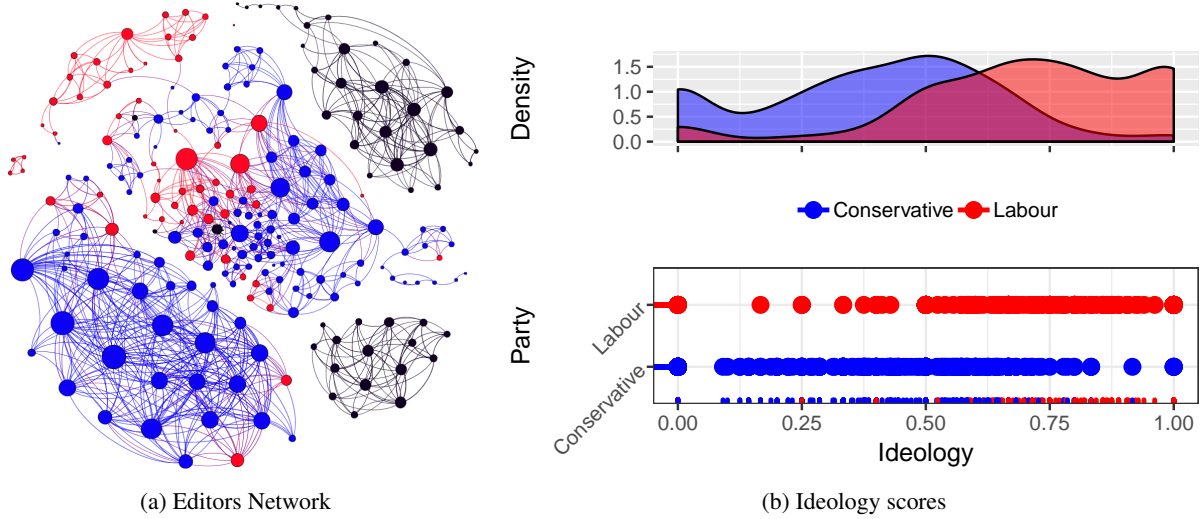 Density
1.5
1.0
0.5
0.0
Conservative Labour
Party
Labour
Conservative
0.00 0.25 0.50 0.75 1.00
Ideology
(a) Editors Network
(b) Ideology scores